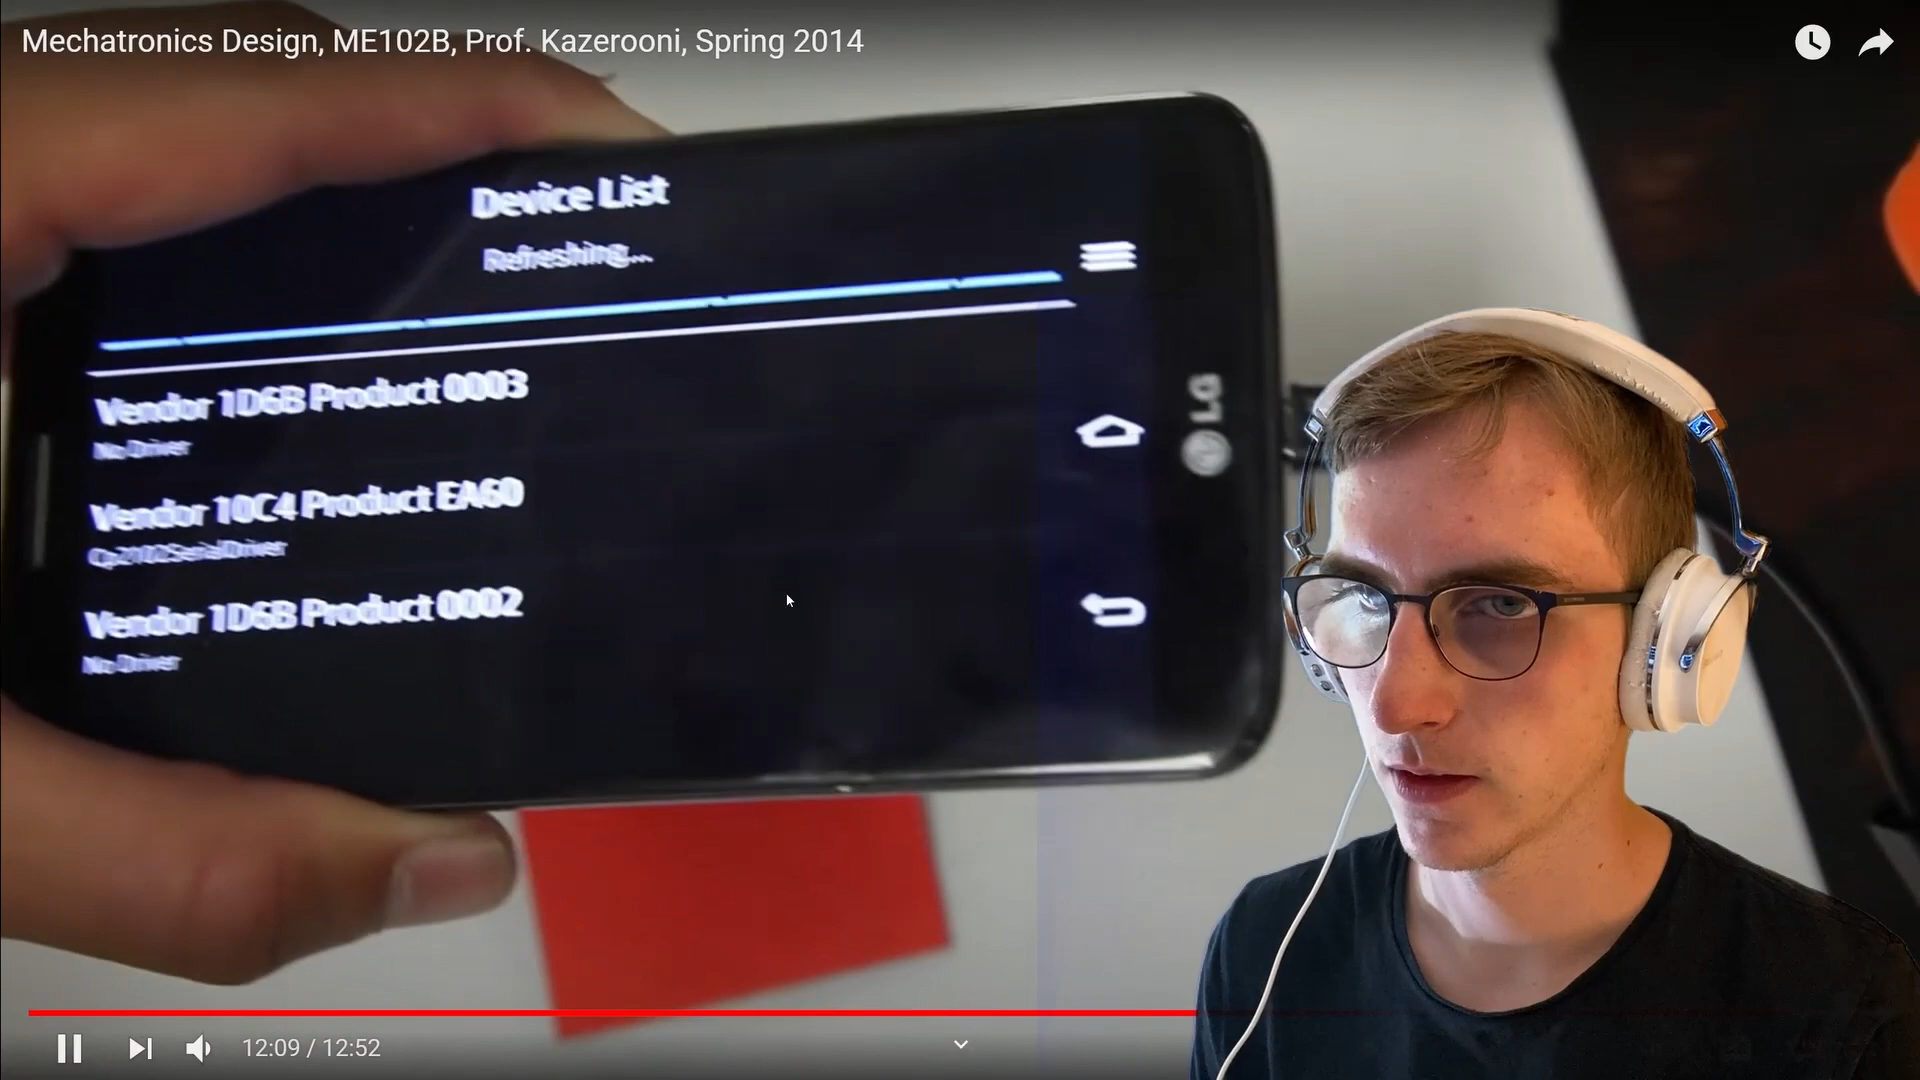 Mechatronics Design, ME102B, Prof. Kazerooni, Spring 2014
Device List
Refreshing...
Vendor 1D6B Product 0003
No Driver
Vendor 10C4 Product EA60
Cp2102SerialDriver
Vendor 1D6B Product 0002
No Driver
LG
12:09 / 12:52